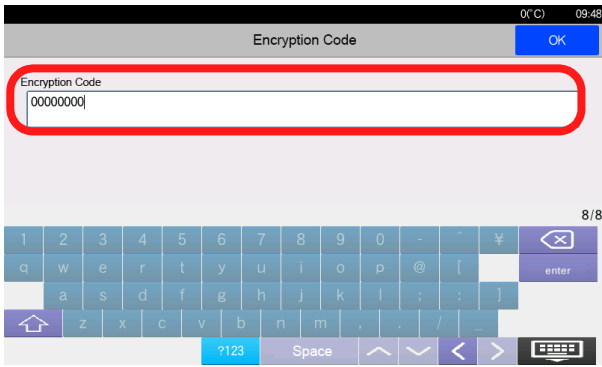 0(°C) 09:48
Encryption Code OK
Encryption Code
00000000
8/8
1 2 3 4 5 6 7 8 9 0 - ~ ¥
q w e r t y u i o p @ [ enter
a s d f g h j k l ; : ]
z x c v b n m , . / _
?123 Space